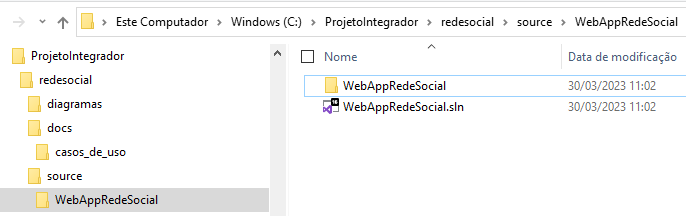 Este Computador > Windows (C:) > ProjetoIntegrador > redesocial > source > WebAppRedeSocial
ProjetoIntegrador
redesocial
diagramas
docs
casos_de_uso
source
WebAppRedeSocial
Nome Data de modificação
WebAppRedeSocial 30/03/2023 11:02
WebAppRedeSocial.sln 30/03/2023 11:02